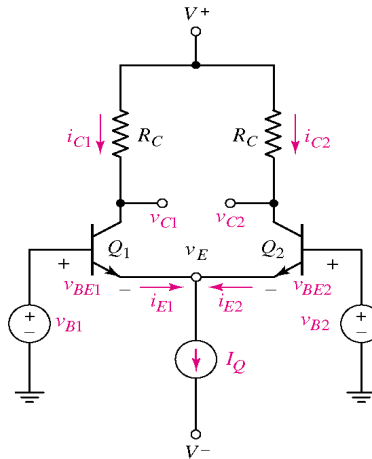 V+
iC1 RC RC iC2
vC1 vC2
Q1 vE Q2
+ +
vBE1 − − vBE2
iE1 iE2
+ − vB1 + − vB2
IQ
V−